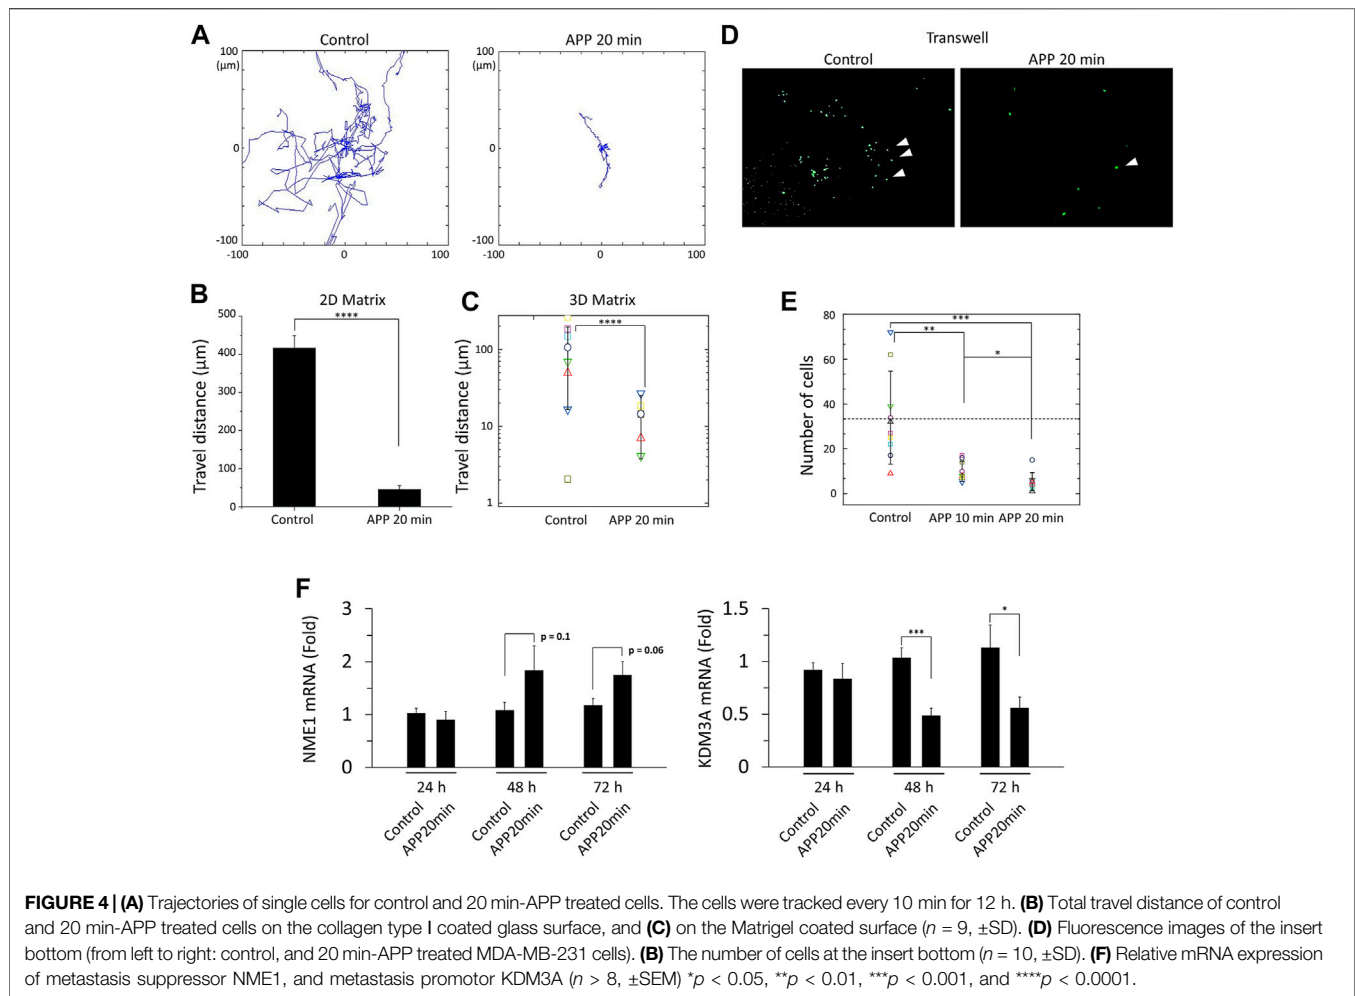 A
Control
APP 20 min
100
(µm)
0
-100
-100
0
100
100
(µm)
0
-100
-100
0
100
D
Transwell
Control
APP 20 min
B
2D Matrix
****
Travel distance (µm)
500
400
300
200
100
0
Control
APP 20 min
C
3D Matrix
****
Travel distance (µm)
100
10
1
Control
APP 20 min
E
***
**
*
Number of cells
80
60
40
20
0
Control
APP 10 min
APP 20 min
F
NME1 mRNA (Fold)
3
2
1
0
p = 0.1
p = 0.06
24 h
48 h
72 h
Control
APP20min
Control
APP20min
Control
APP20min
KDM3A mRNA (Fold)
1.5
1
0.5
0
***
*
24 h
48 h
72 h
Control
APP20min
Control
APP20min
Control
APP20min
FIGURE 4 | (A) Trajectories of single cells for control and 20 min-APP treated cells. The cells were tracked every 10 min for 12 h. (B) Total travel distance of control
and 20 min-APP treated cells on the collagen type I coated glass surface, and (C) on the Matrigel coated surface (n = 9, ±SD). (D) Fluorescence images of the insert
bottom (from left to right: control, and 20 min-APP treated MDA-MB-231 cells). (B) The number of cells at the insert bottom (n = 10, ±SD). (F) Relative mRNA expression
of metastasis suppressor NME1, and metastasis promotor KDM3A (n > 8, ±SEM) *p < 0.05, **p < 0.01, ***p < 0.001, and ****p < 0.0001.